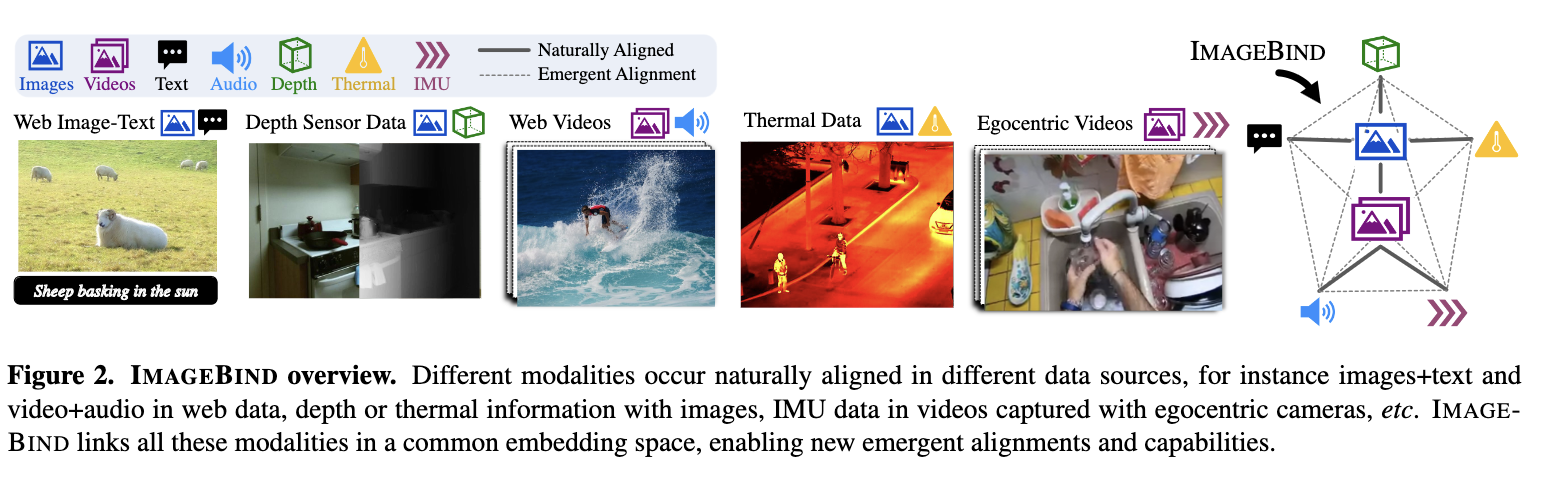 Images Videos Text Audio Depth Thermal IMU
Naturally Aligned
Emergent Alignment
IMAGEBIND
Web Image-Text
Depth Sensor Data
Web Videos
Thermal Data
Egocentric Videos
Sheep basking in the sun
Figure 2. IMAGEBIND overview. Different modalities occur naturally aligned in different data sources, for instance images+text and
video+audio in web data, depth or thermal information with images, IMU data in videos captured with egocentric cameras, etc. IMAGE-
BIND links all these modalities in a common embedding space, enabling new emergent alignments and capabilities.